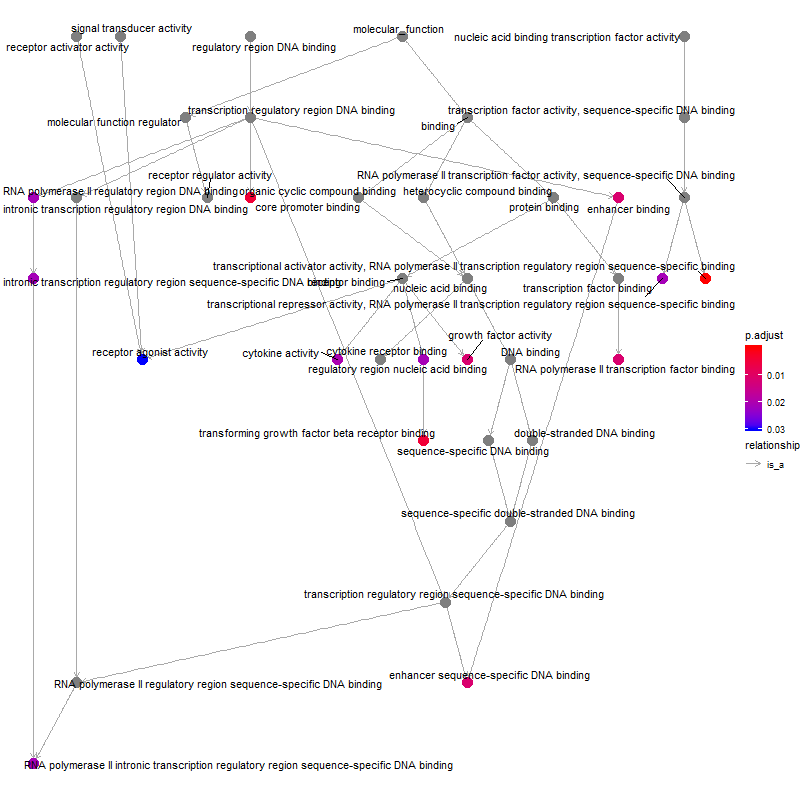 signal transducer activity
molecular_function
nucleic acid binding transcription factor activity
receptor activator activity
regulatory region DNA binding
transcription regulatory region DNA binding
transcription factor activity, sequence-specific DNA binding
molecular function regulator
binding
receptor regulator activity
RNA polymerase II transcription factor activity, sequence-specific DNA binding
RNA polymerase II regulatory region DNA binding
organic cyclic compound binding
heterocyclic compound binding
intronic transcription regulatory region DNA binding
core promoter binding
protein binding
enhancer binding
transcriptional activator activity, RNA polymerase II transcription regulatory region sequence-specific binding
intronic transcription regulatory region sequence-specific DNA binding
receptor binding
nucleic acid binding
transcription factor binding
transcriptional repressor activity, RNA polymerase II transcription regulatory region sequence-specific binding
growth factor activity
p.adjust
receptor agonist activity
cytokine activity
cytokine receptor binding
DNA binding
regulatory region nucleic acid binding
RNA polymerase II transcription factor binding
0.01
0.02
0.03
transforming growth factor beta receptor binding
double-stranded DNA binding
relationship
sequence-specific DNA binding
is_a
sequence-specific double-stranded DNA binding
transcription regulatory region sequence-specific DNA binding
enhancer sequence-specific DNA binding
RNA polymerase II regulatory region sequence-specific DNA binding
RNA polymerase II intronic transcription regulatory region sequence-specific DNA binding